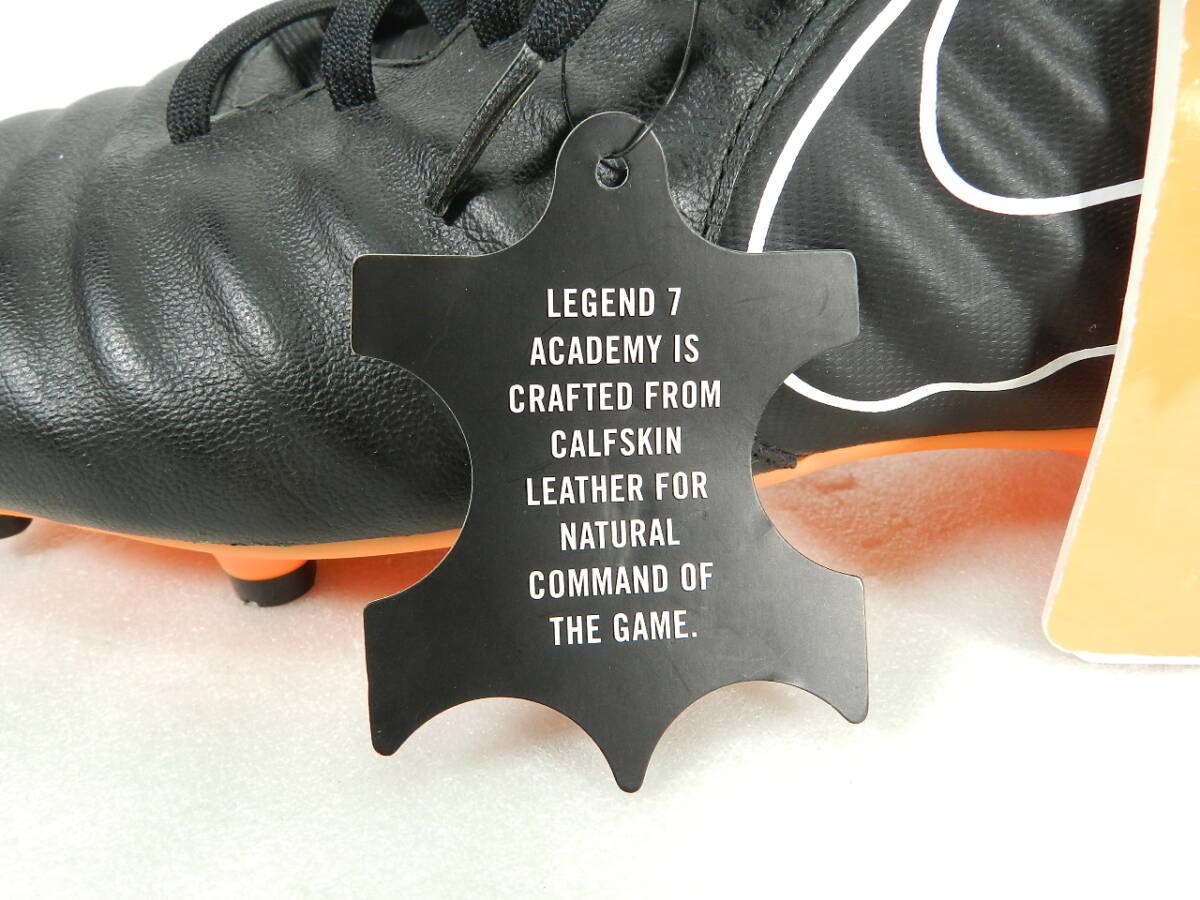 LEGEND 7
ACADEMY IS
CRAFTED FROM
CALFSKIN
LEATHER FOR
NATURAL
COMMAND OF
THE GAME.